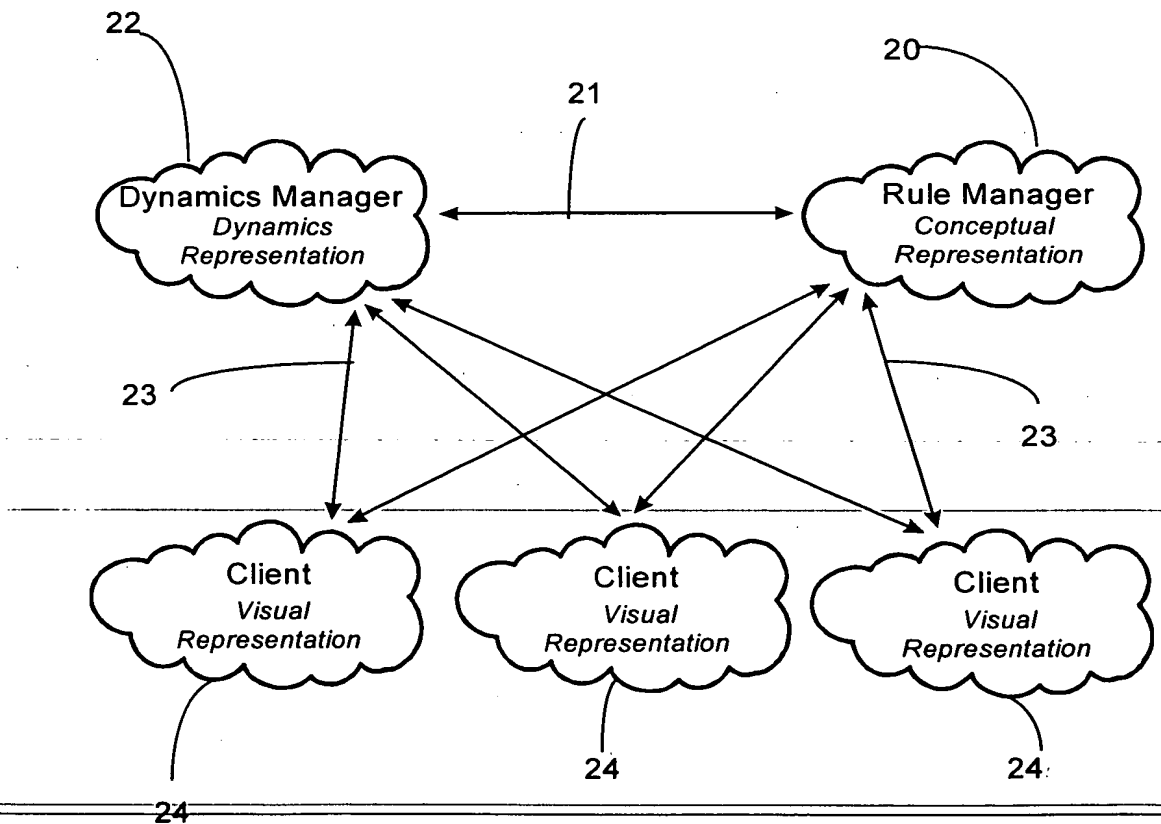 22
20
21
Dynamics Manager
Dynamics
Representation
Rule Manager
Conceptual
Representation
23
23
Client
Visual
Representation
Client
Visual
Representation
Client
Visual
Representation
24
24
24